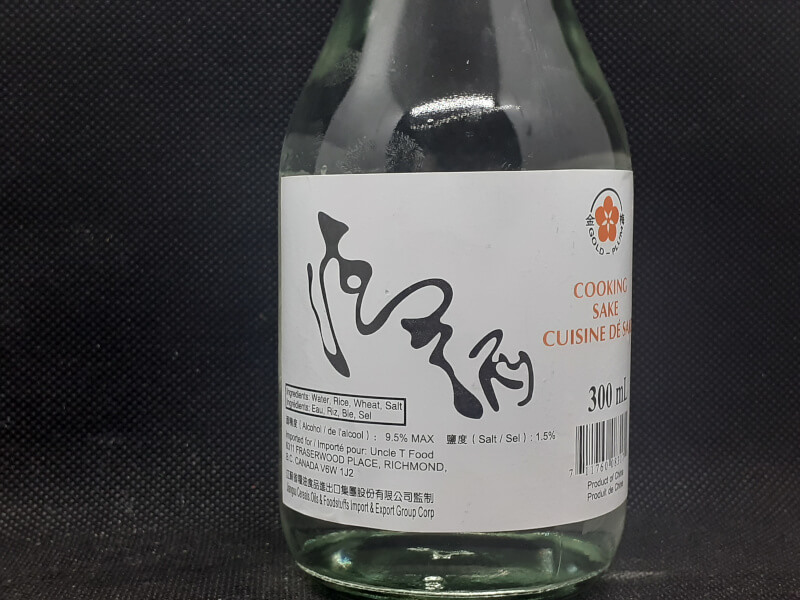 金 梅
GOLD - PLUM
COOKING
SAKE
CUISINE DE
300 mL
Ingredients: Water, Rice, Wheat, Salt
Ingrédients: Eau, Riz, Ble, Sel
酒精度 ( Alcohol / de l'alcool ) : 9.5% MAX 鹽度 ( Salt / Sel ) : 1.5%
Imported for / Importé pour: Uncle T Food
FRASERWOOD PLACE, RICHMOND,
B.C. CANADA V6W 1J2
江蘇省糧油食品進出口集團股份有限公司監制
Jiangsu Cereals, Oils & Foodstuffs Import & Export Group Corp
Product of China
Produit de Chine